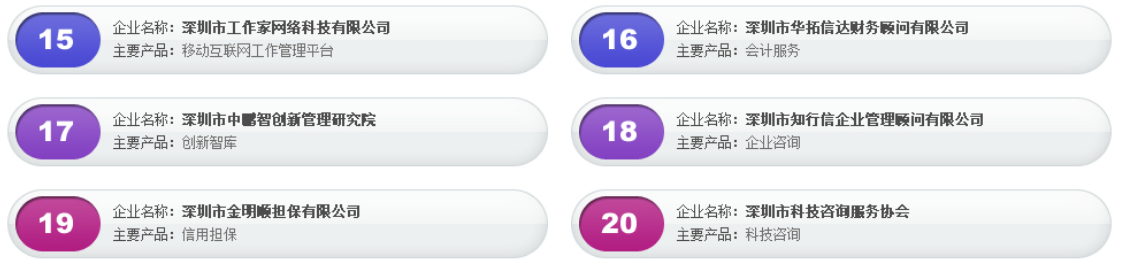 15
企业名称：深圳市工作家网络科技有限公司
主要产品：移动互联网工作管理平台
16
企业名称：深圳市华拓信达财务顾问有限公司
主要产品：会计服务
17
企业名称：深圳市中鹏智创新管理研究院
主要产品：创新智库
18
企业名称：深圳市知行信企业管理顾问有限公司
主要产品：企业咨询
19
企业名称：深圳市金明顺担保有限公司
主要产品：信用担保
20
企业名称：深圳市科技咨询服务协会
主要产品：科技咨询